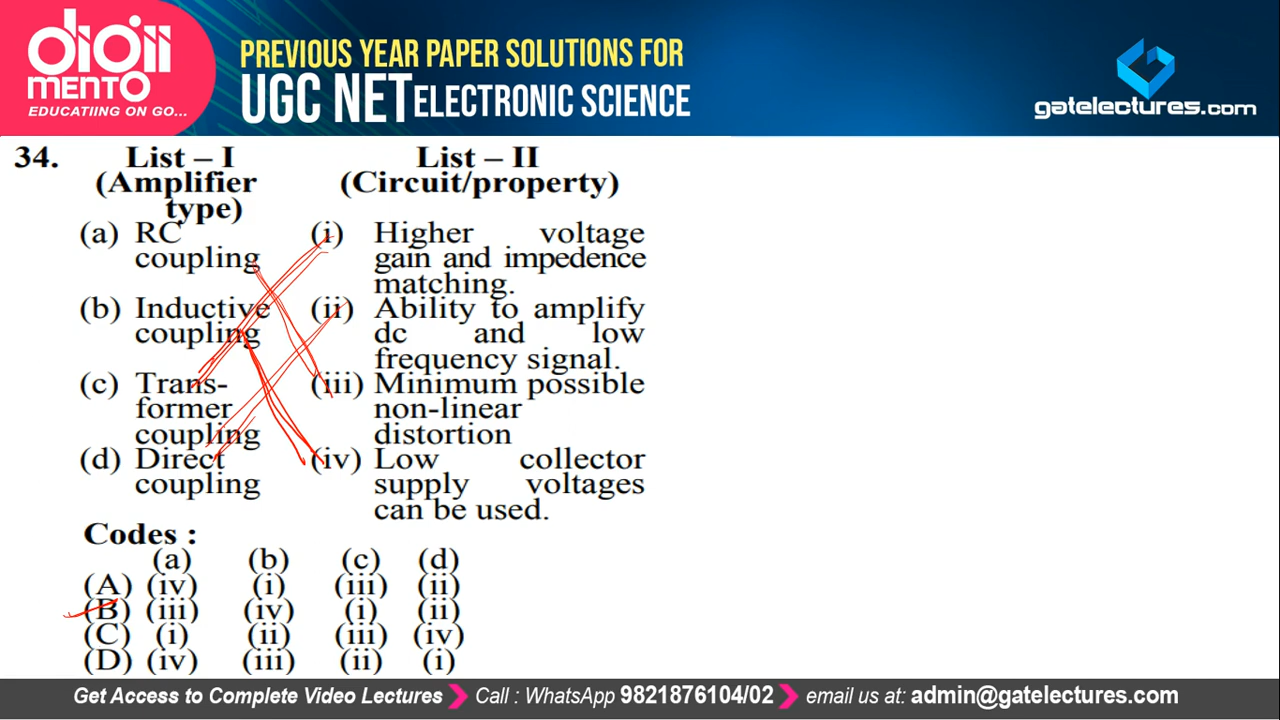 digii
MENTO
EDUCATIING ON GO...
PREVIOUS YEAR PAPER SOLUTIONS FOR
UGC NET ELECTRONIC SCIENCE
gatelectures.com
34. List – I List – II
(Amplifier (Circuit/property)
type)
(a) RC (i) Higher voltage
coupling gain and impedence
matching.
(b) Inductive (ii) Ability to amplify
coupling dc and low
frequency signal.
(c) Trans- (iii) Minimum possible
former non-linear
coupling distortion
(d) Direct (iv) Low collector
coupling supply voltages
can be used.
Codes :
(a) (b) (c) (d)
(A) (iv) (i) (iii) (ii)
(B) (iii) (iv) (i) (ii)
(C) (i) (ii) (iii) (iv)
(D) (iv) (iii) (ii) (i)
Get Access to Complete Video Lectures Call : WhatsApp 9821876104/02 email us at: admin@gatelectures.com